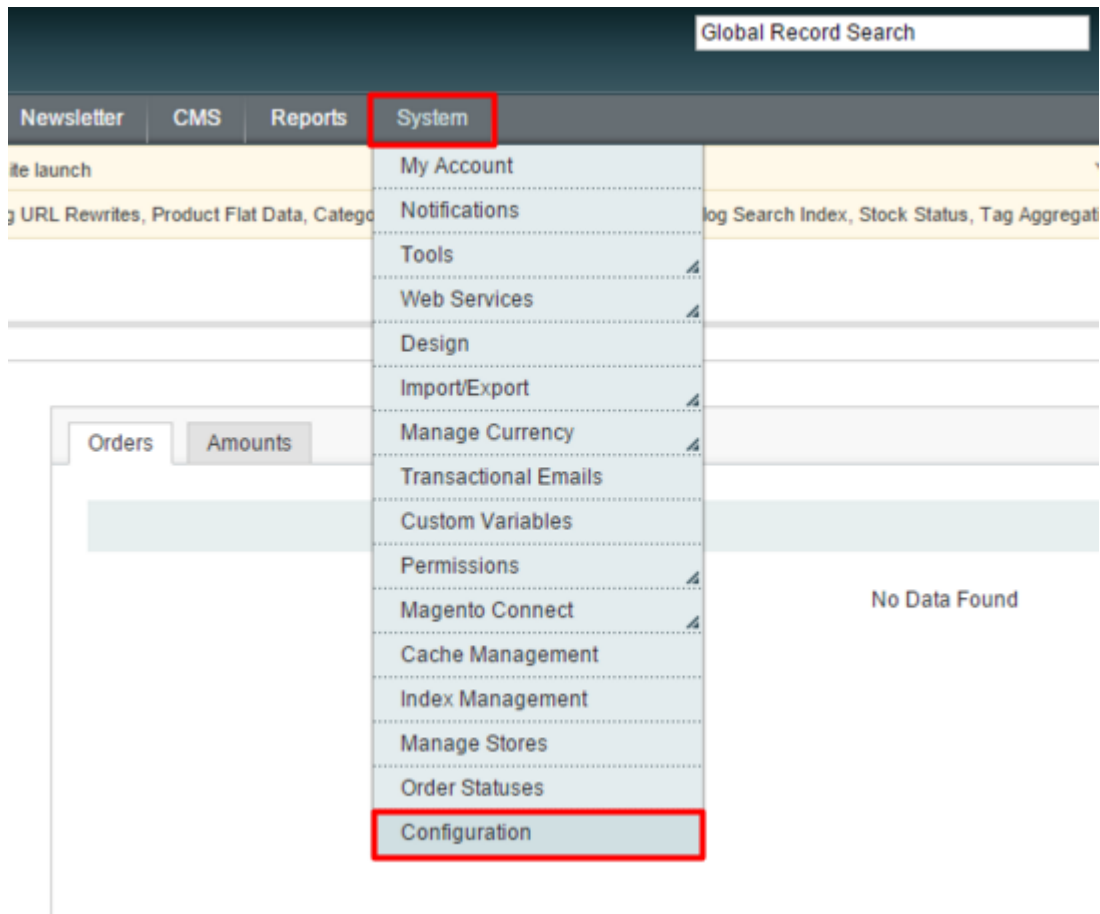 Global Record Search
Newsletter CMS Reports System
ite launch
g URL Rewrites, Product Flat Data, Catego log Search Index, Stock Status, Tag Aggregati
My Account
Notifications
Tools
Web Services
Design
Import/Export
Manage Currency
Transactional Emails
Custom Variables
Permissions
Magento Connect
Cache Management
Index Management
Manage Stores
Order Statuses
Configuration
Orders Amounts
No Data Found